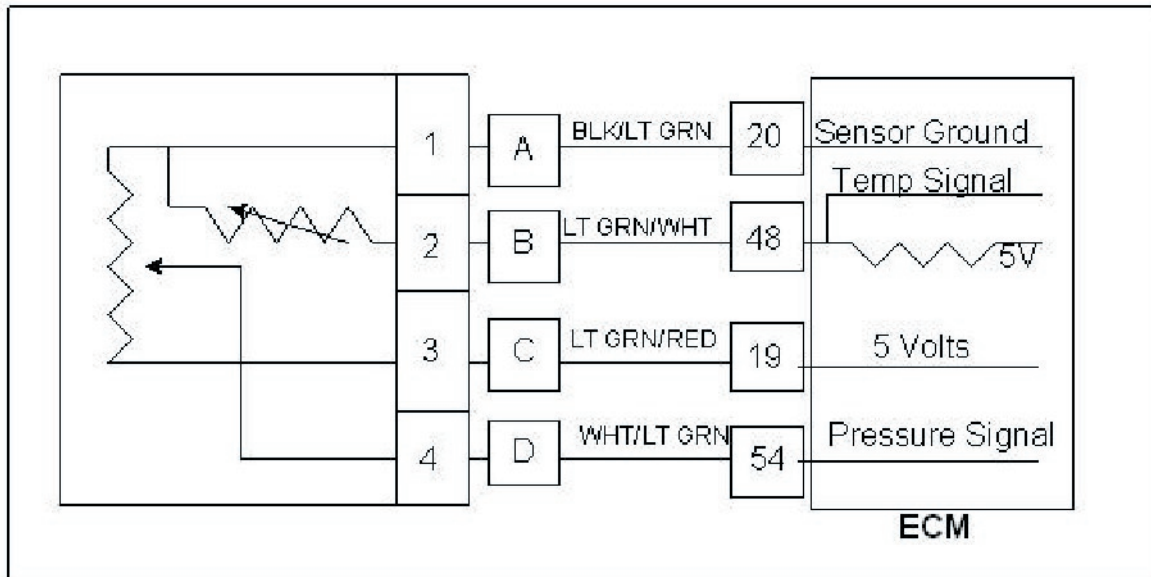 1 A BLK/LT GRN 20 Sensor Ground
Temp Signal
2 B LT GRN/WHT 48 5V
3 C LT GRN/RED 19 5 Volts
4 D WHT/LT GRN 54 Pressure Signal
ECM